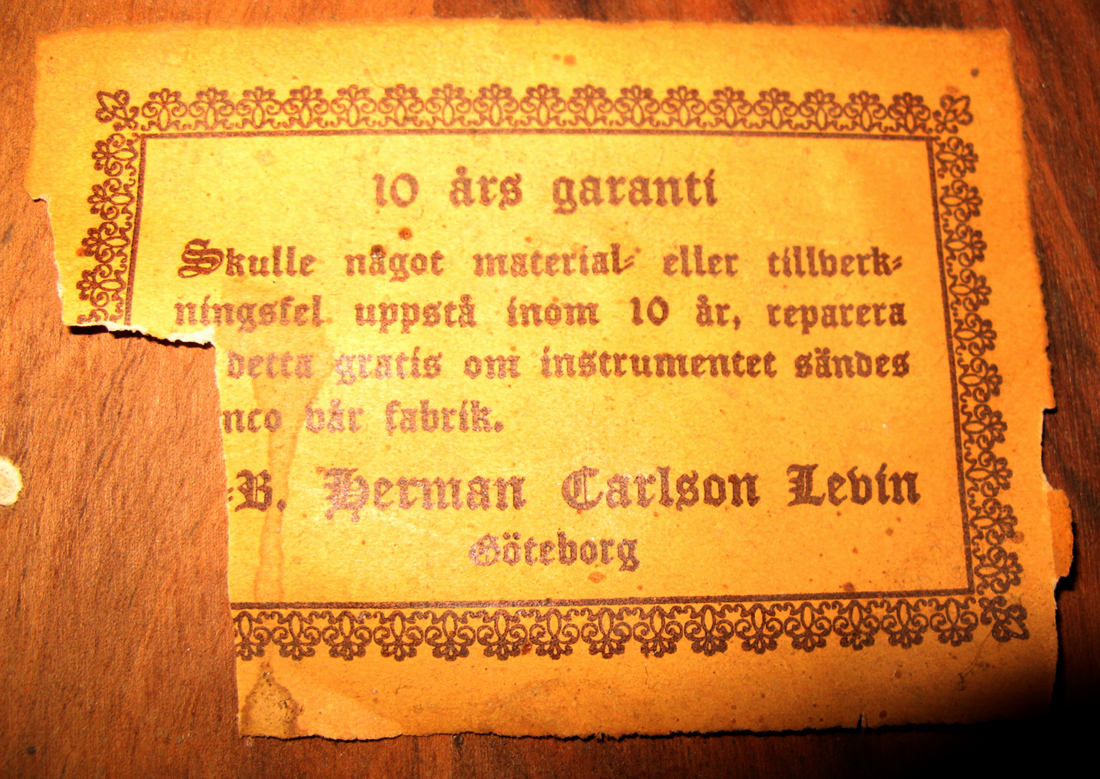 10 års garanti
Skulle något material- eller tillverk-
ningsfel uppstå inom 10 år, reparera
detta gratis om instrumentet sändes
nco vår fabrik.
-B. Herman Carlson Levin
Göteborg